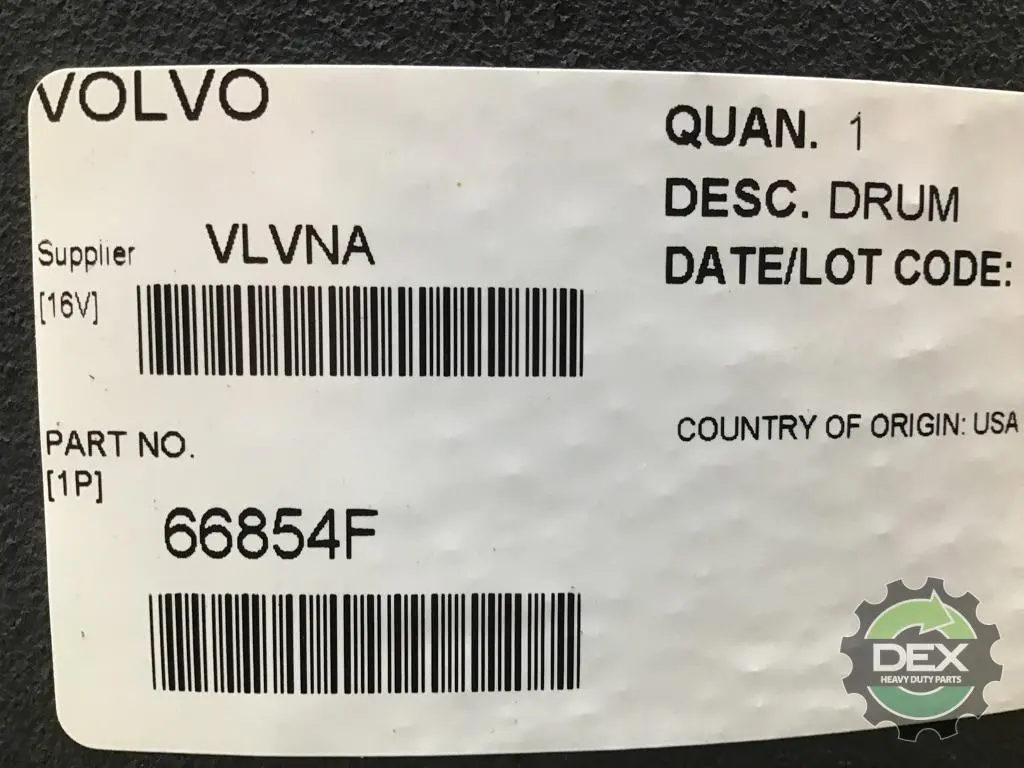 VOLVO
QUAN. 1
DESC. DRUM
DATE/LOT CODE:
Supplier VLVNA
[16V]
COUNTRY OF ORIGIN: USA
PART NO.
[1P]
66854F
DEX
HEAVY DUTY PARTS